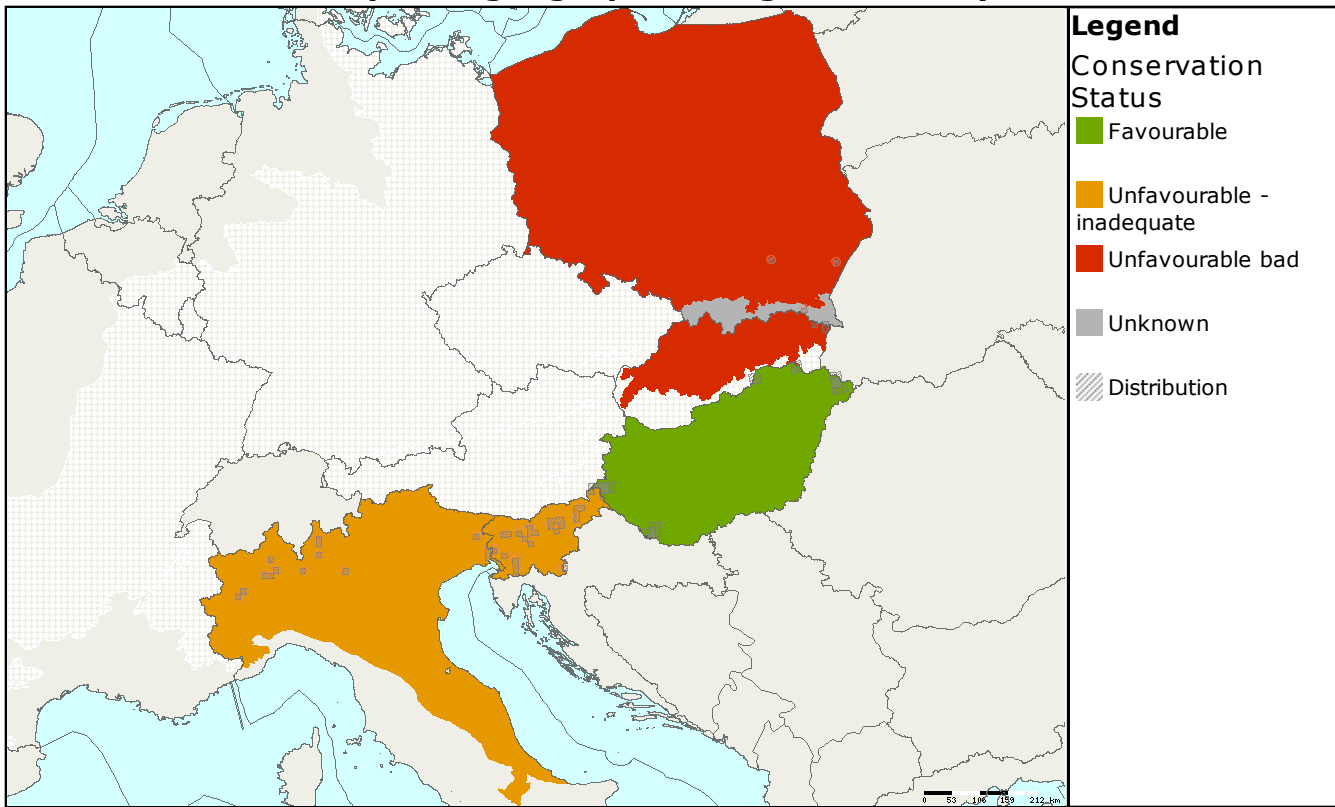 Legend
Conservation
Status
Favourable
Unfavourable -
inadequate
Unfavourable bad
Unknown
Distribution
0 53 106 159 212 km